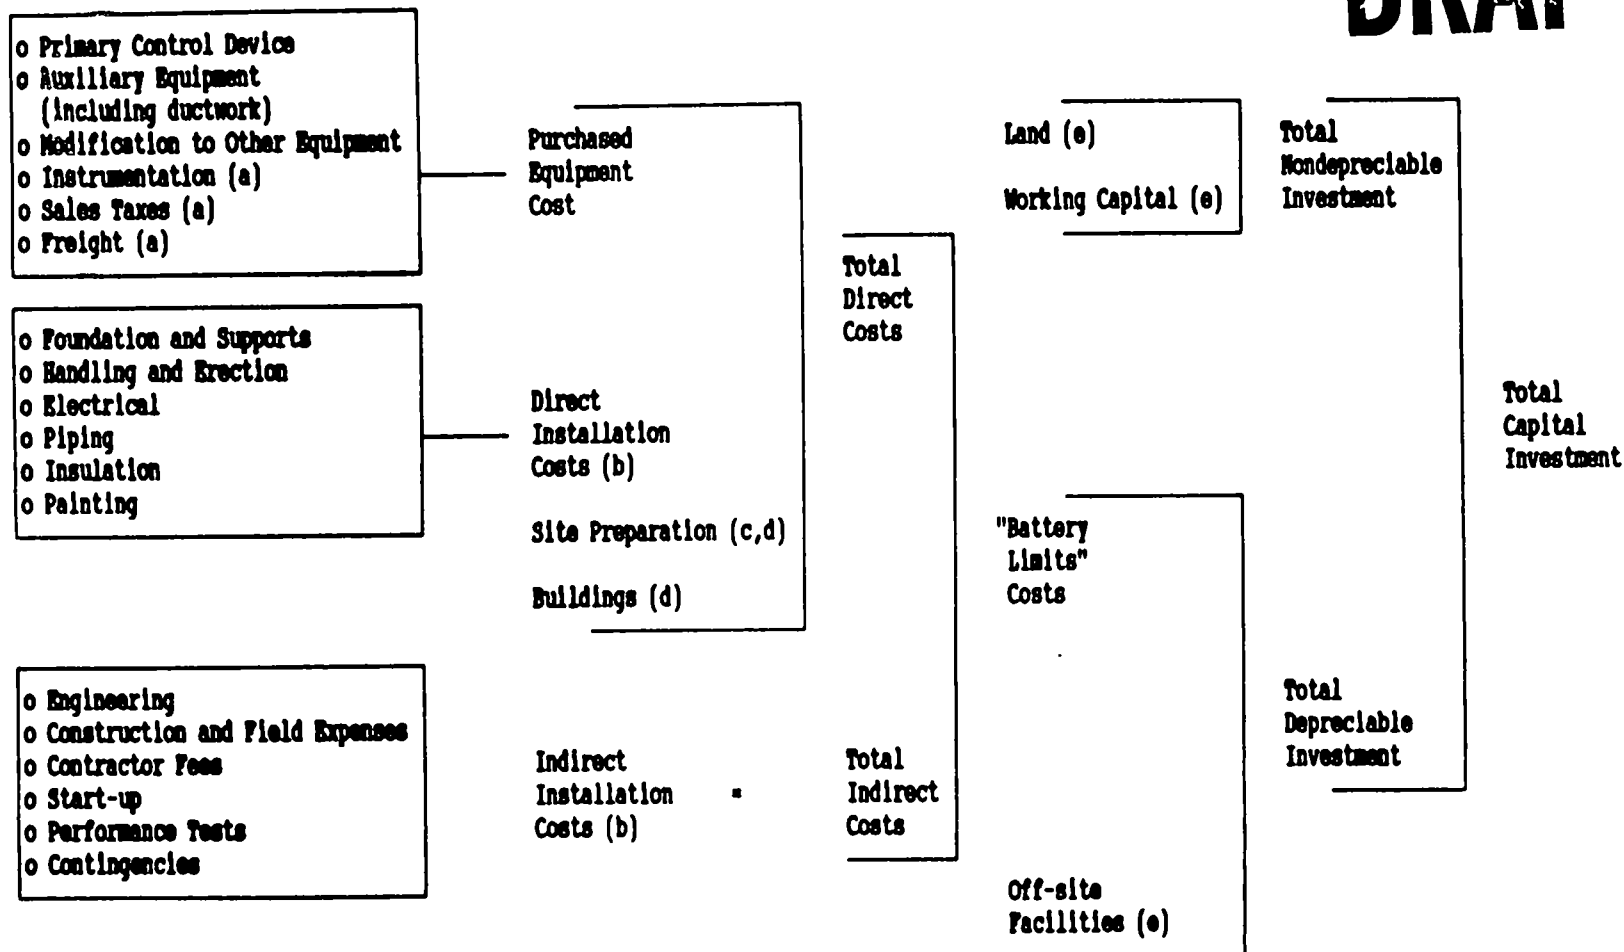 DRAF
o Primary Control Device
o Auxiliary Equipment
(including ductwork)
o Modification to Other Equipment
o Instrumentation (a)
o Sales Taxes (a)
o Freight (a)
Purchased
Equipment
Cost
Land (e)
Working Capital (e)
Total
Nondepreciable
Investment
Total
Direct
Costs
o Foundation and Supports
o Handling and Erection
o Electrical
o Piping
o Insulation
o Painting
Direct
Installation
Costs (b)
Site Preparation (c,d)
Buildings (d)
Total
Capital
Investment
"Battery
Limits"
Costs
o Engineering
o Construction and Field Expenses
o Contractor Fees
o Start-up
o Performance Tests
o Contingencies
Indirect
Installation =
Costs (b)
Total
Indirect
Costs
Total
Depreciable
Investment
Off-site
Facilities (e)